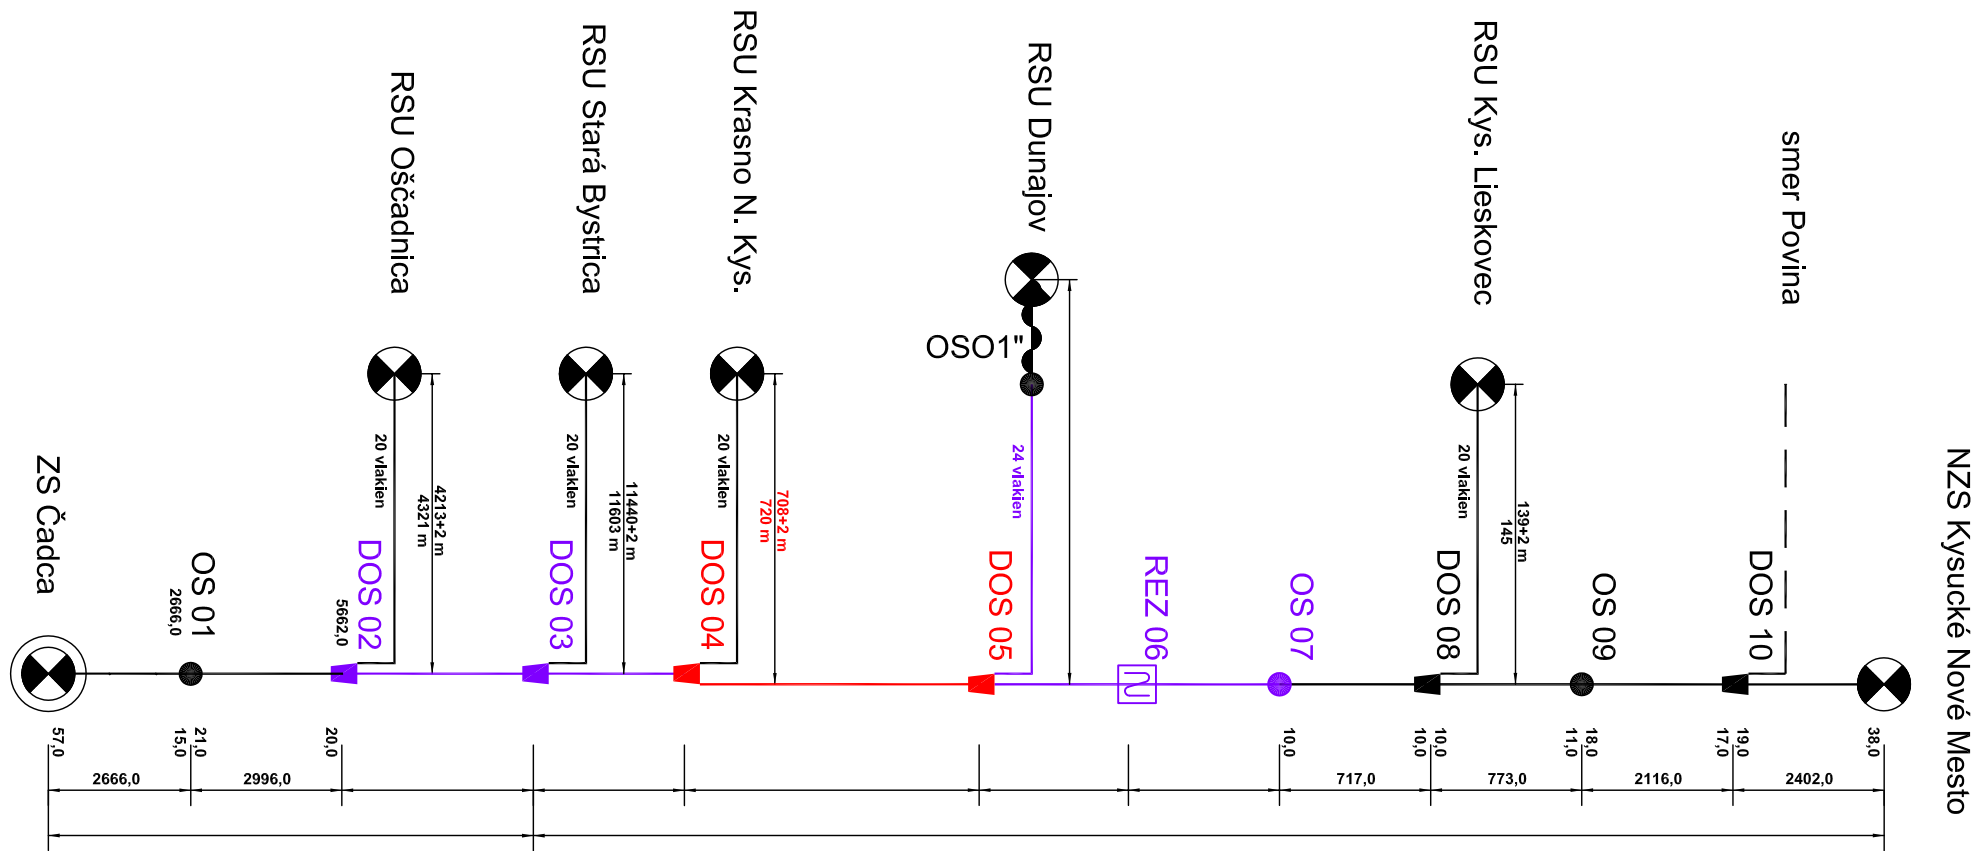 RSU Oščadnica
RSU Stará Bystrica
RSU Krasno N. Kys.
RSU Dunajov
RSU Kys. Lieskovec
smer Povina
NZS Kysucké Nové Mesto
OSO1"
20 vlakien
4213+2 m
4321 m
20 vlaklen
11440+2 m
11603 m
20 vlakien
708+2 m
720 m
24 vlakien
20 vlakien
139+2 m
145
ZS Čadca
OS 01
2666,0
DOS 02
5662,0
DOS 03
DOS 04
DOS 05
REZ 06
OS 07
DOS 08
OS 09
DOS 10
57,0
21,0
15,0
20,0
10,0
10,0
10,0
18,0
11,0
19,0
17,0
38,0
2666,0
2996,0
717,0
773,0
2116,0
2402,0